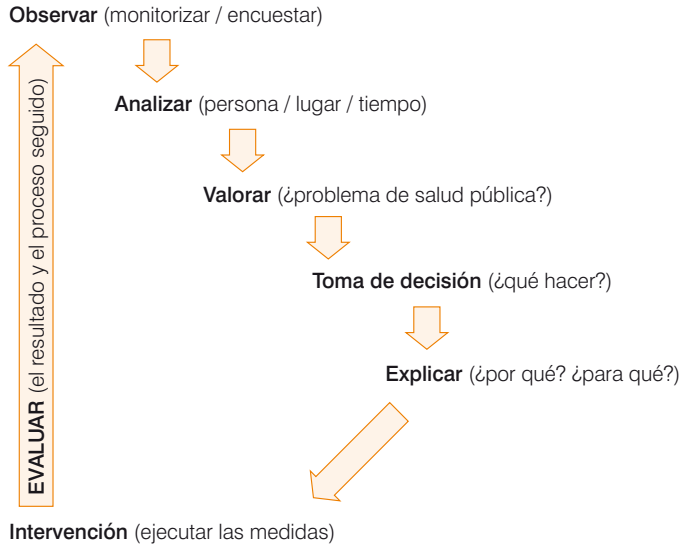 Observar (monitorizar / encuestar)
Analizar (persona / lugar / tiempo)
Valorar (¿problema de salud pública?)
Toma de decisión (¿qué hacer?)
Explicar (¿por qué? ¿para qué?)
EVALUAR (el resultado y el proceso seguido)
Intervención (ejecutar las medidas)